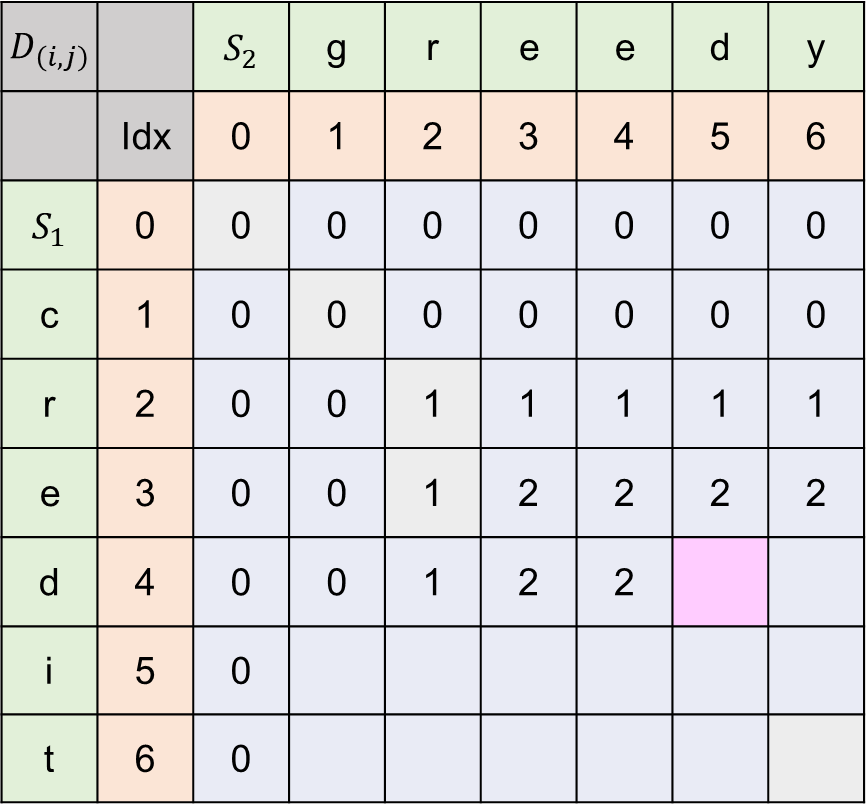 D(i,j) S₂ g r e e d y
Idx 0 1 2 3 4 5 6
S₁ 0 0 0 0 0 0 0 0
c 1 0 0 0 0 0 0 0
r 2 0 0 1 1 1 1 1
e 3 0 0 1 2 2 2 2
d 4 0 0 1 2 2
i 5 0
t 6 0